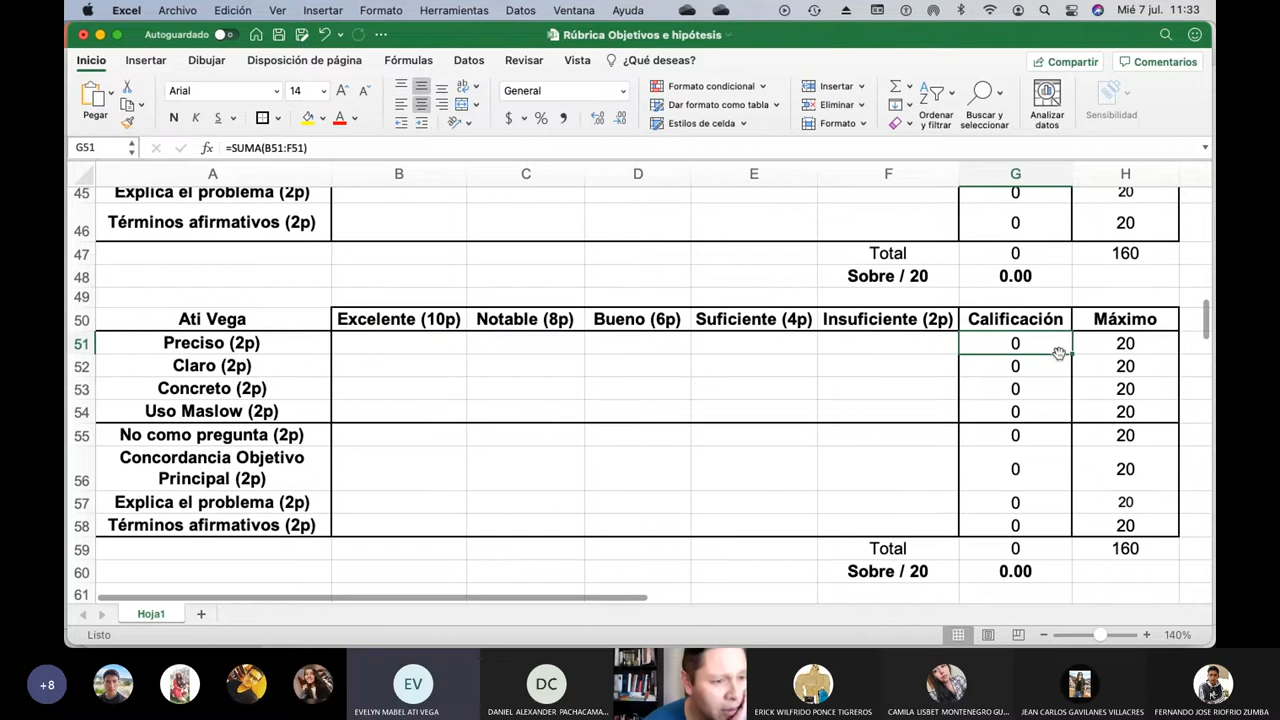 Excel Archivo Edición Ver Insertar Formato Herramientas Datos Ventana Ayuda Mié 7 jul. 11:33
Autoguardado Rúbrica Objetivos e hipótesis
Inicio Insertar Dibujar Disposición de página Fórmulas Datos Revisar Vista ¿Qué deseas? Compartir Comentarios
Pegar
Arial 14
N K S
General
$ %
Formato condicional
Dar formato como tabla
Estilos de celda
Insertar
Eliminar
Formato
Ordenar y filtrar
Buscar y seleccionar
Analizar datos
Sensibilidad
G51 fx =SUMA(B51:F51)
A B C D E F G H
45 Explica el problema (2p) 0 20
46 Términos afirmativos (2p) 0 20
47 Total 0 160
48 Sobre / 20 0.00
49
50 Ati Vega Excelente (10p) Notable (8p) Bueno (6p) Suficiente (4p) Insuficiente (2p) Calificación Máximo
51 Preciso (2p) 0 20
52 Claro (2p) 0 20
53 Concreto (2p) 0 20
54 Uso Maslow (2p) 0 20
55 No como pregunta (2p) 0 20
Concordancia Objetivo
56 Principal (2p) 0 20
57 Explica el problema (2p) 0 20
58 Términos afirmativos (2p) 0 20
59 Total 0 160
60 Sobre / 20 0.00
61
Hoja1
Listo 140%
+8 EV DC
EVELYN MABEL ATI VEGA DANIEL ALEXANDER PACHACAMA... ERICK WILFRIDO PONCE TIGREROS CAMILA LISBET MONTENEGRO GU... JEAN CARLOS GAVILANES VILLACRES FERNANDO JOSE RIOFRIO ZUMBA